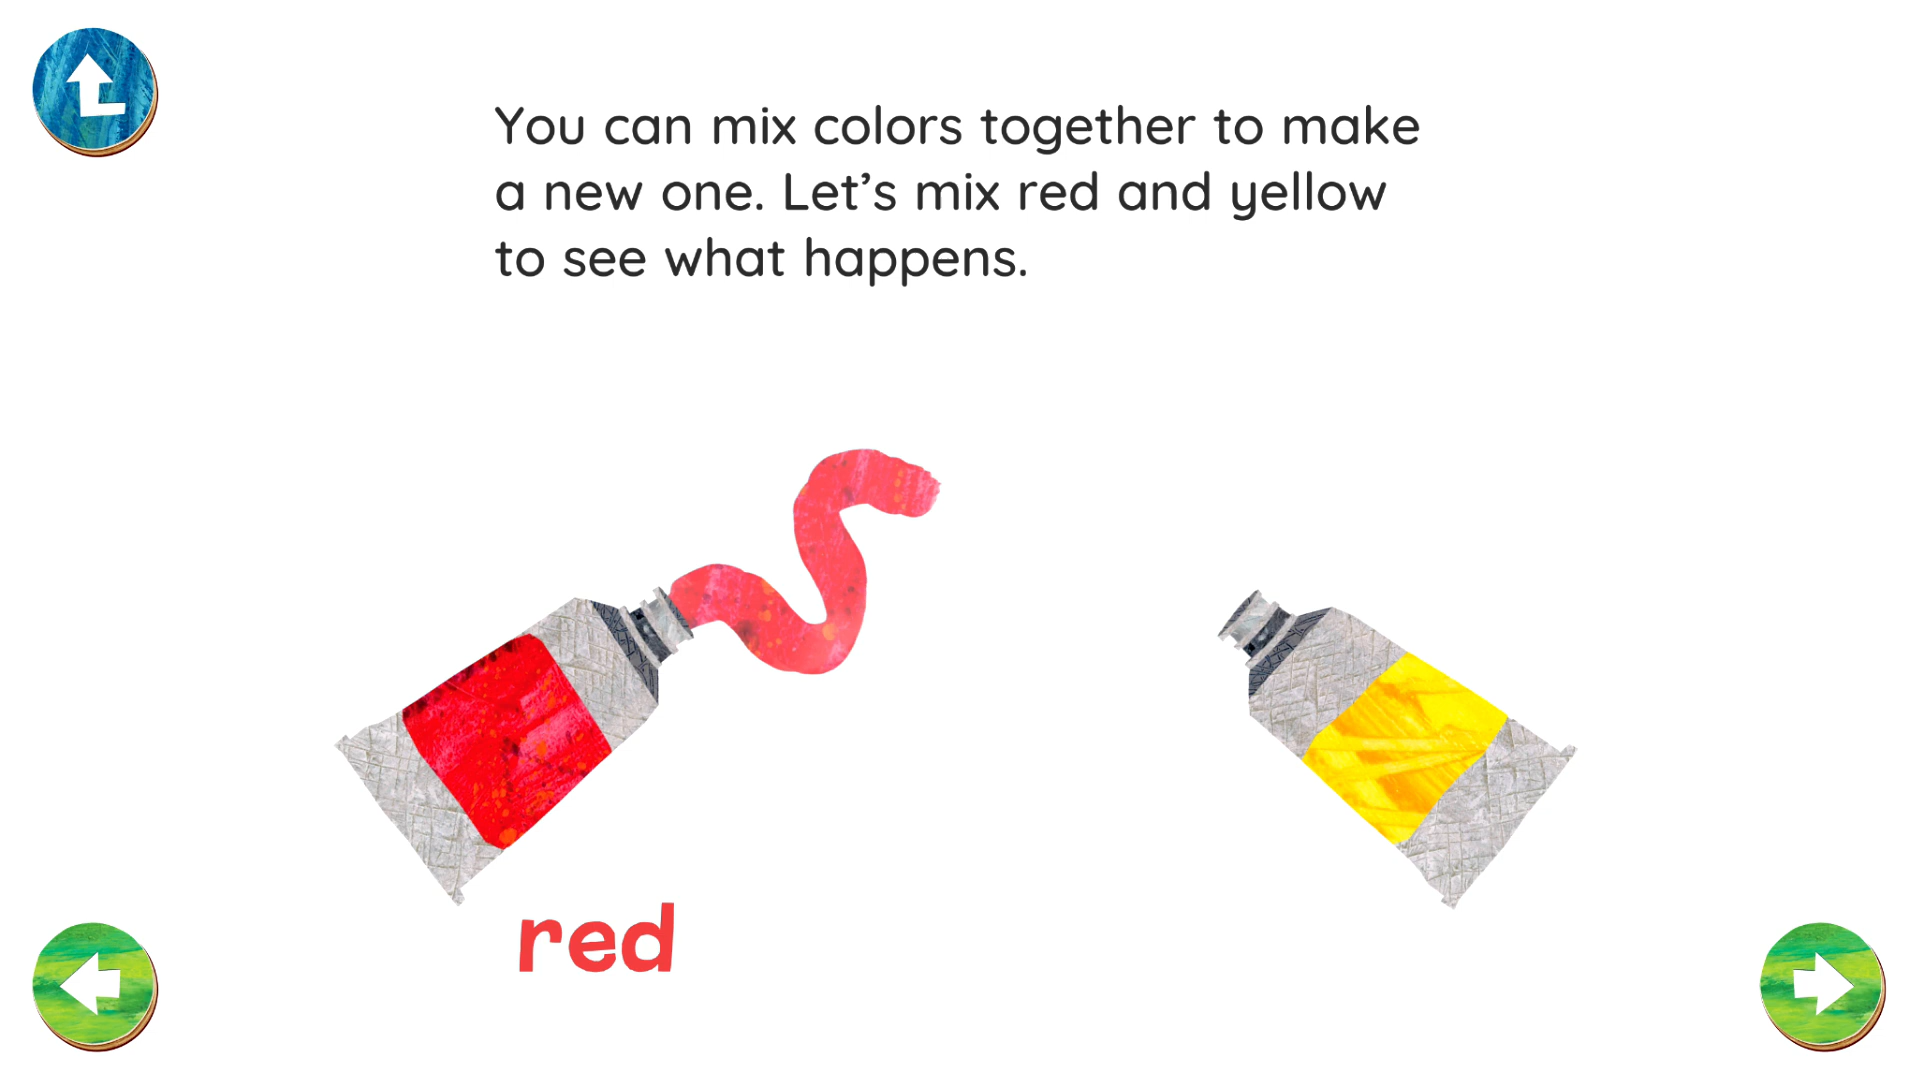 You can mix colors together to make
a new one. Let’s mix red and yellow
to see what happens.
red